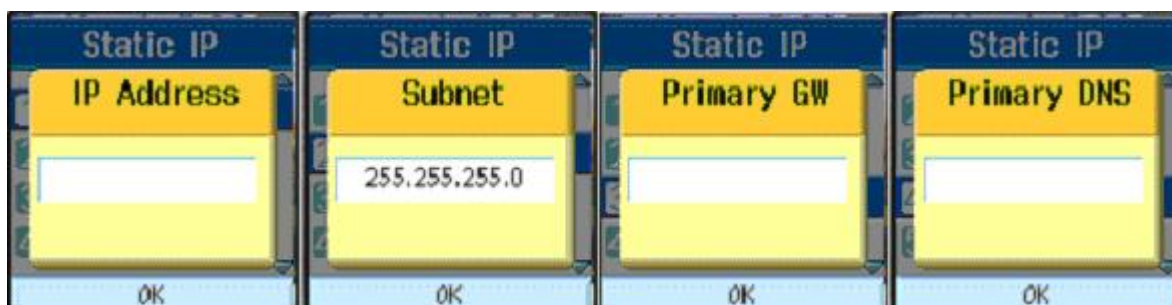 Static IP
IP Address
OK
Static IP
Subnet
255.255.255.0
OK
Static IP
Primary GW
OK
Static IP
Primary DNS
OK